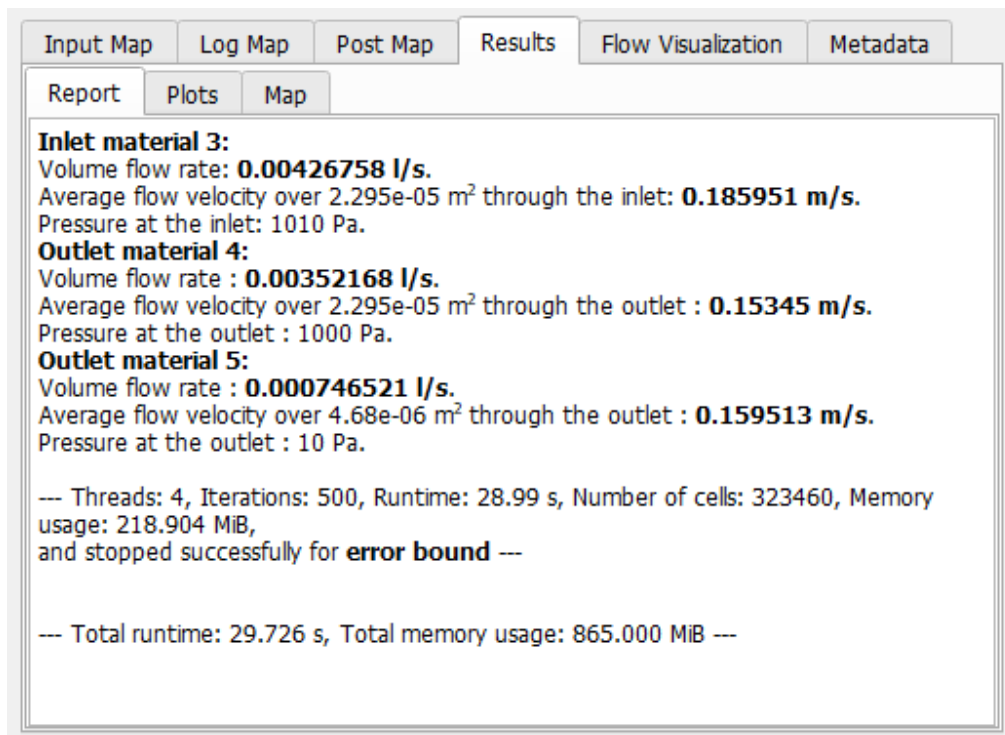 Input Map Log Map Post Map Results Flow Visualization Metadata
Report Plots Map
Inlet material 3:
Volume flow rate: 0.00426758 l/s.
Average flow velocity over 2.295e-05 m² through the inlet: 0.185951 m/s.
Pressure at the inlet: 1010 Pa.
Outlet material 4:
Volume flow rate : 0.00352168 l/s.
Average flow velocity over 2.295e-05 m² through the outlet : 0.15345 m/s.
Pressure at the outlet : 1000 Pa.
Outlet material 5:
Volume flow rate : 0.000746521 l/s.
Average flow velocity over 4.68e-06 m² through the outlet : 0.159513 m/s.
Pressure at the outlet : 10 Pa.
--- Threads: 4, Iterations: 500, Runtime: 28.99 s, Number of cells: 323460, Memory
usage: 218.904 MiB,
and stopped successfully for error bound ---
--- Total runtime: 29.726 s, Total memory usage: 865.000 MiB ---